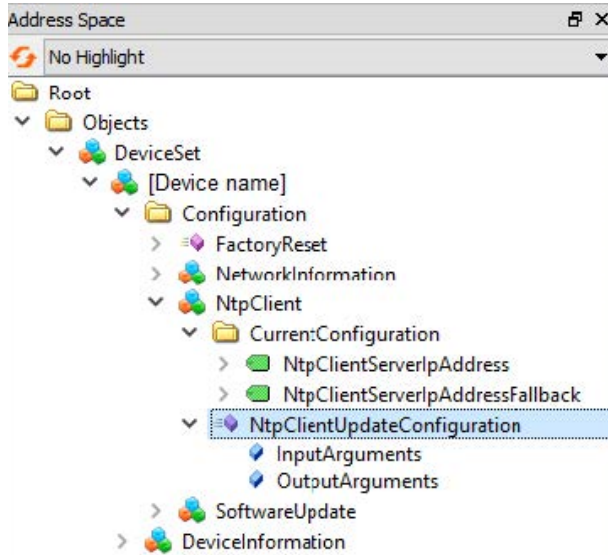 Address Space
No Highlight
Root
Objects
DeviceSet
[Device name]
Configuration
FactoryReset
NetworkInformation
NtpClient
CurrentConfiguration
NtpClientServerIpAddress
NtpClientServerIpAddressFallback
NtpClientUpdateConfiguration
InputArguments
OutputArguments
SoftwareUpdate
DeviceInformation